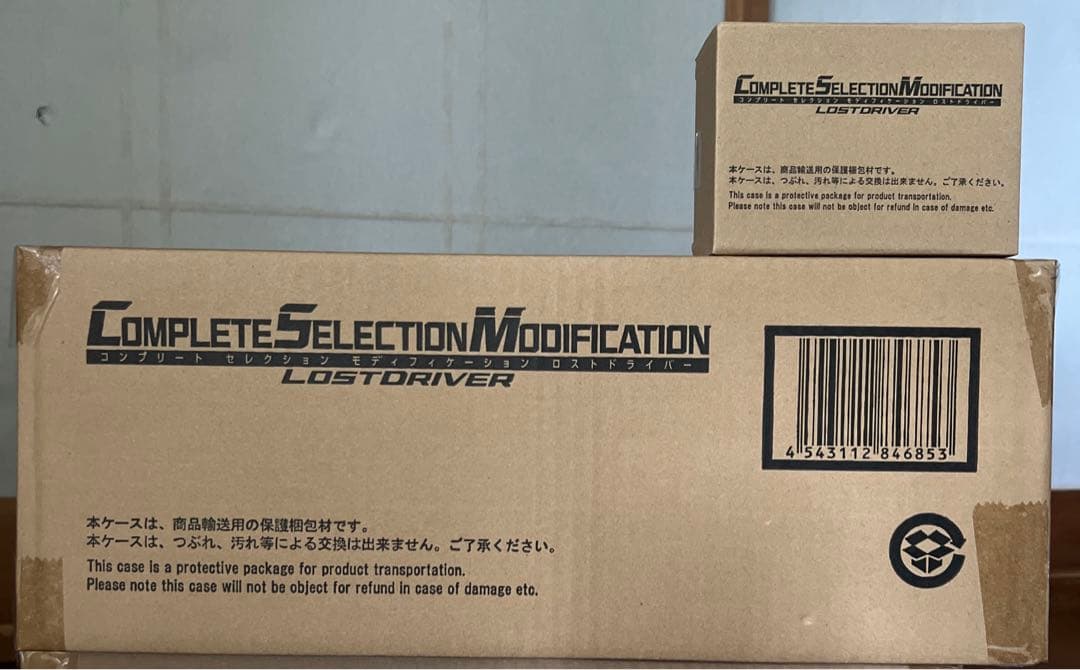 COMPLETE SELECTION MODIFICATION
コンプリート セレクション モディフィケーション ロストドライバー
LOSTDRIVER
本ケースは、商品輸送用の保護梱包材です。
本ケースは、つぶれ、汚れ等による交換は出来ません。ご了承ください。
This case is a protective package for product transportation.
Please note this case will not be object for refund in case of damage etc.
COMPLETE SELECTION MODIFICATION
コンプリート セレクション モディフィケーション ロストドライバー
LOSTDRIVER
4 543112 846853
本ケースは、商品輸送用の保護梱包材です。
本ケースは、つぶれ、汚れ等による交換は出来ません。ご了承ください。
This case is a protective package for product transportation.
Please note this case will not be object for refund in case of damage etc.